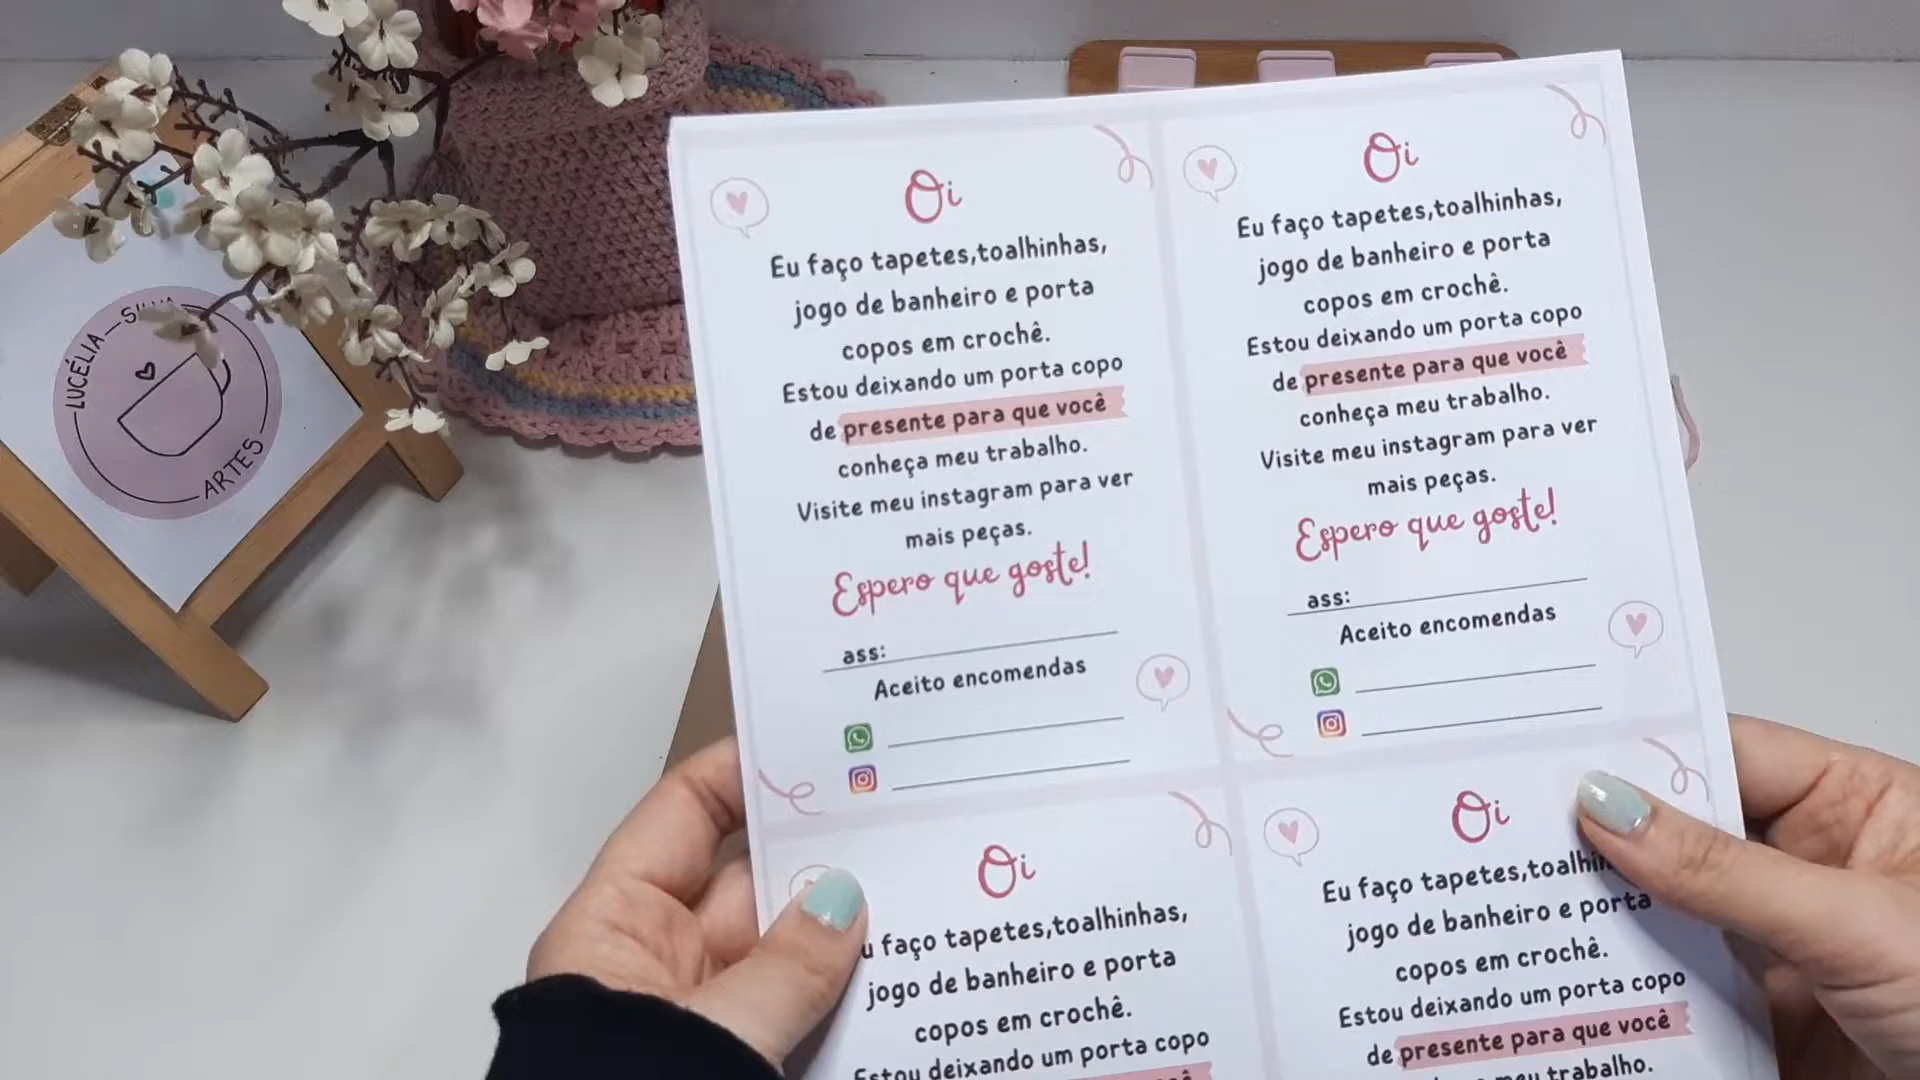 LUCÉLIA SILVA
ARTES
Oi
Eu faço tapetes,toalhinhas,
jogo de banheiro e porta
copos em crochê.
Estou deixando um porta copo
de presente para que você
conheça meu trabalho.
Visite meu instagram para ver
mais peças.
Espero que goste!
ass:
Aceito encomendas
Oi
Eu faço tapetes,toalhinhas,
jogo de banheiro e porta
copos em crochê.
Estou deixando um porta copo
de presente para que você
conheça meu trabalho.
Visite meu instagram para ver
mais peças.
Espero que goste!
ass:
Aceito encomendas
Oi
u faço tapetes,toalhinhas,
jogo de banheiro e porta
copos em crochê.
Estou deixando um porta copo
Oi
Eu faço tapetes,toalhin
jogo de banheiro e porta
copos em crochê.
Estou deixando um porta copo
de presente para que você
meu trabalho.